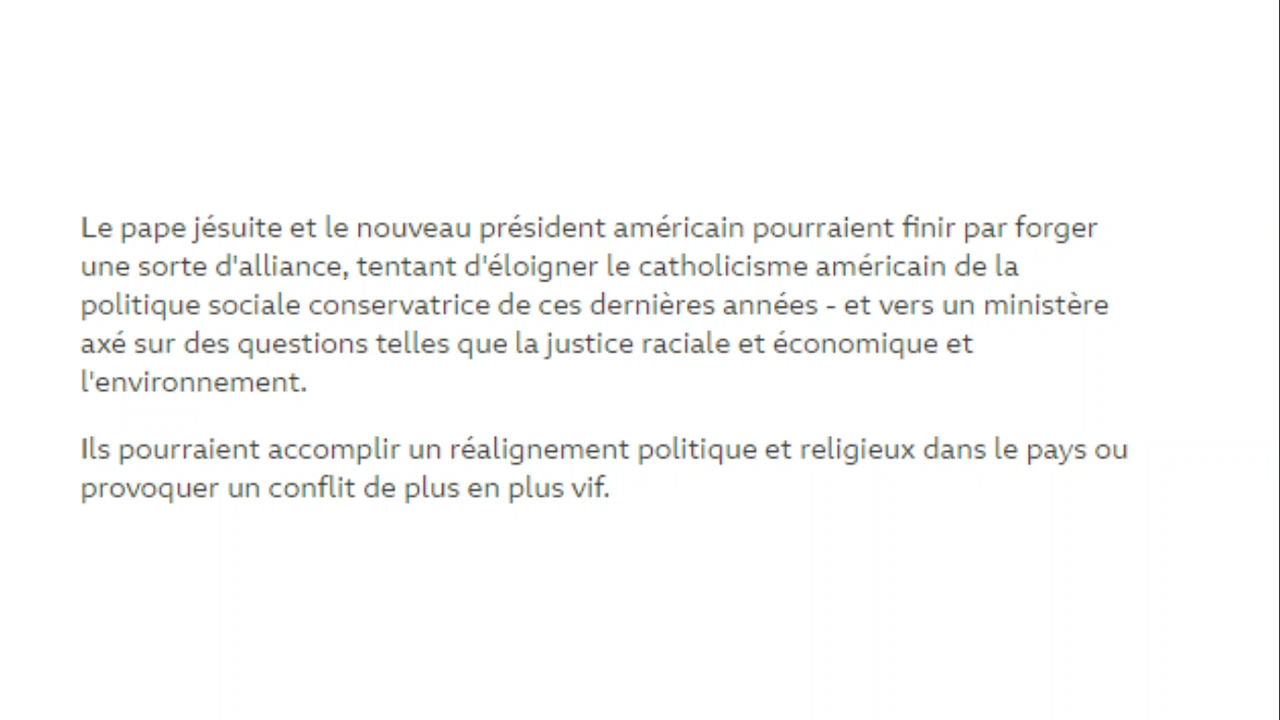 Le pape jésuite et le nouveau président américain pourraient finir par forger
une sorte d'alliance, tentant d'éloigner le catholicisme américain de la
politique sociale conservatrice de ces dernières années - et vers un ministère
axé sur des questions telles que la justice raciale et économique et
l'environnement.
Ils pourraient accomplir un réalignement politique et religieux dans le pays ou
provoquer un conflit de plus en plus vif.